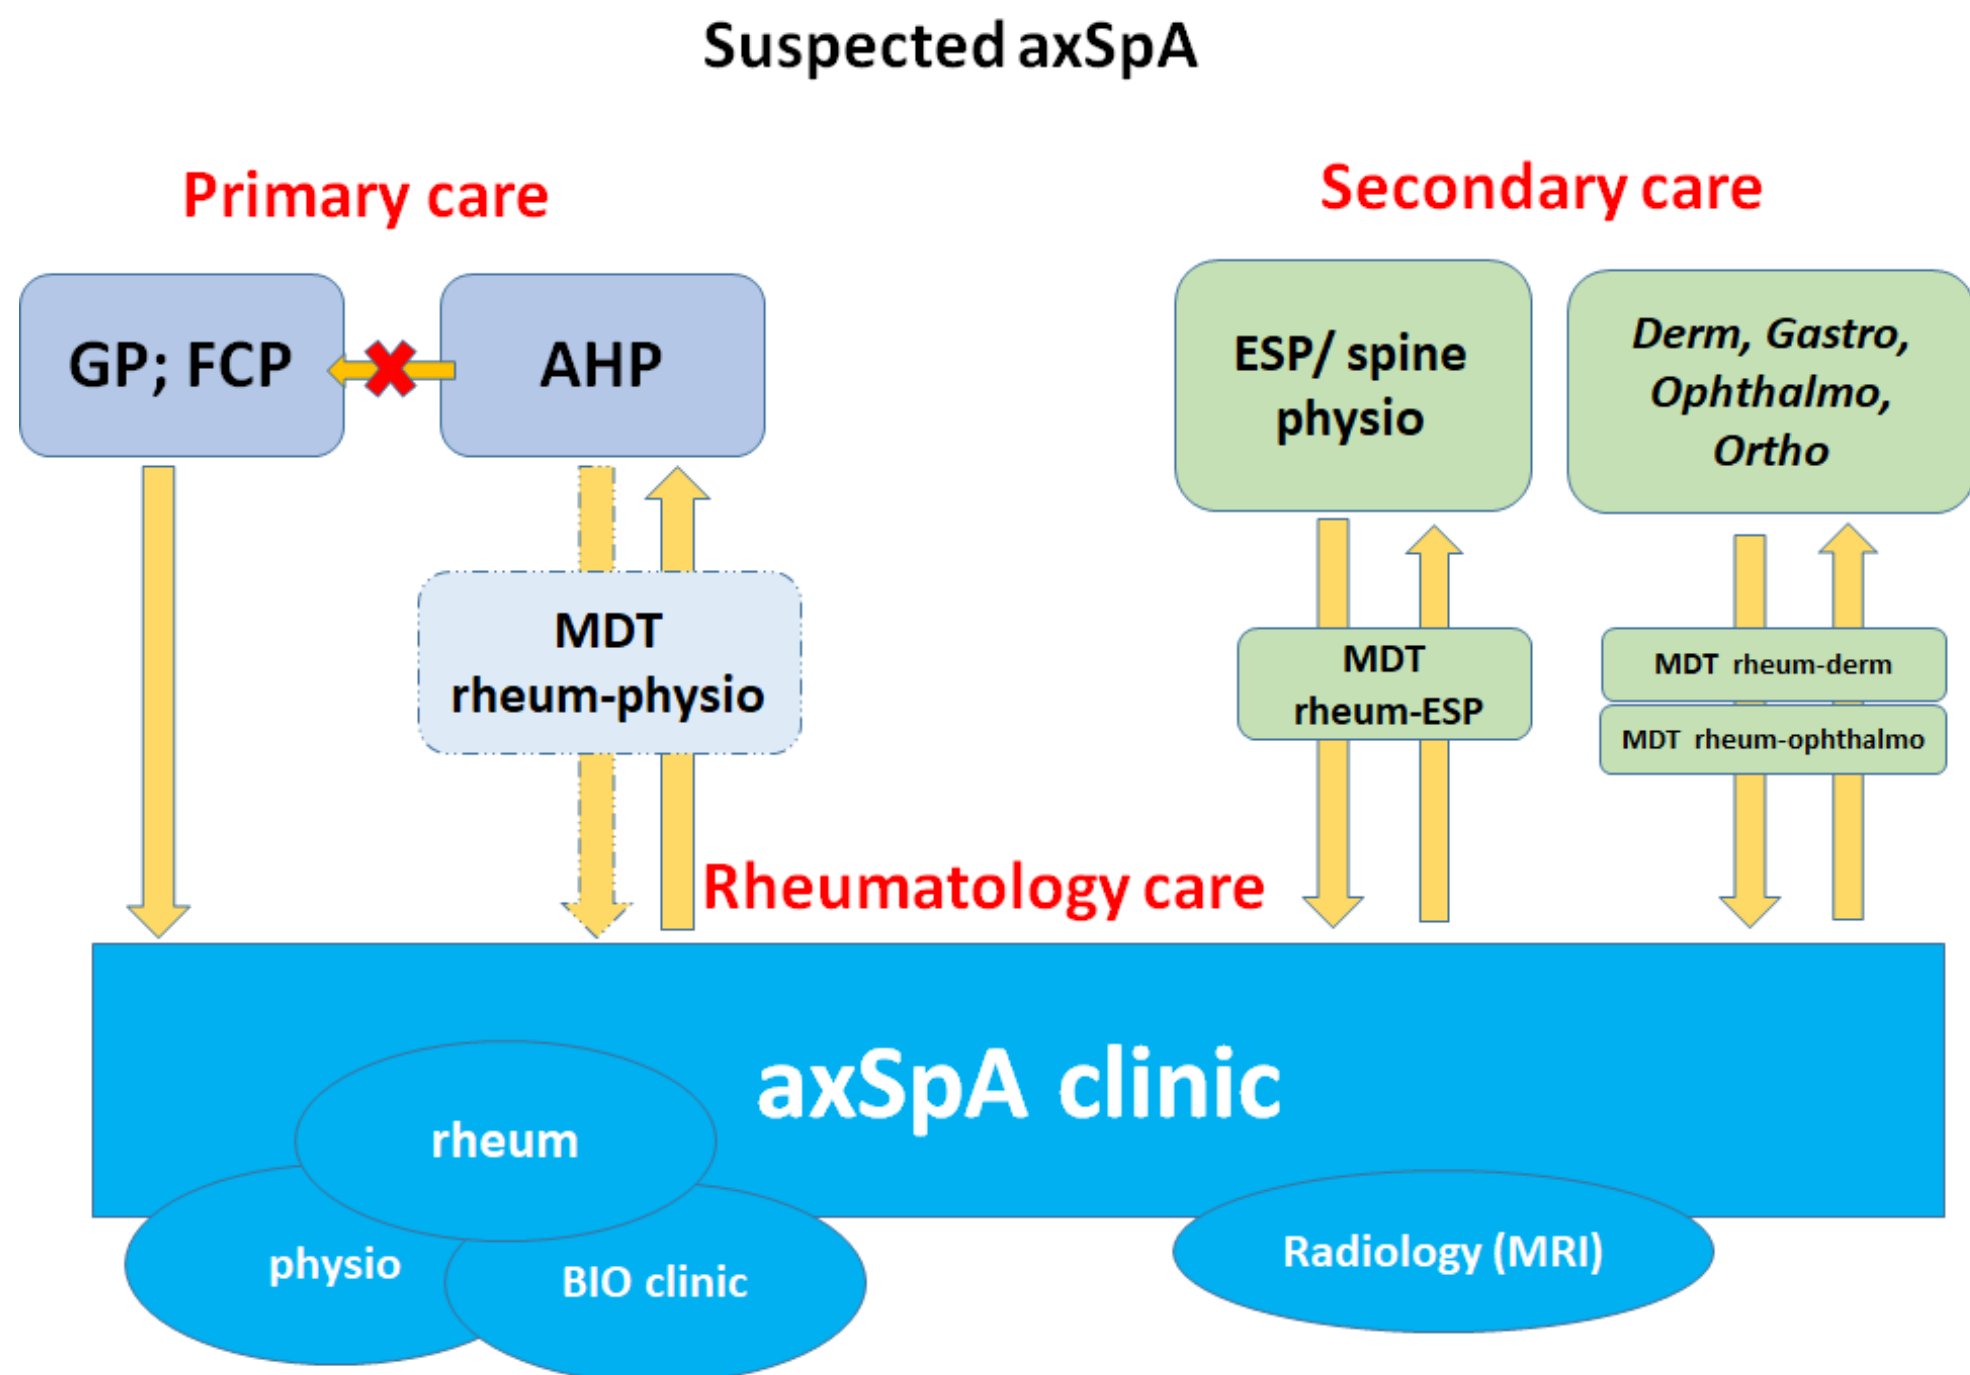 Suspected axSpA
Primary care
Secondary care
GP; FCP
AHP
ESP/ spine
physio
Derm, Gastro,
Ophthalmo,
Ortho
MDT
rheum-physio
MDT
rheum-ESP
MDT rheum-derm
MDT rheum-ophthalmo
Rheumatology care
axSpA clinic
rheum
physio
BIO clinic
Radiology (MRI)